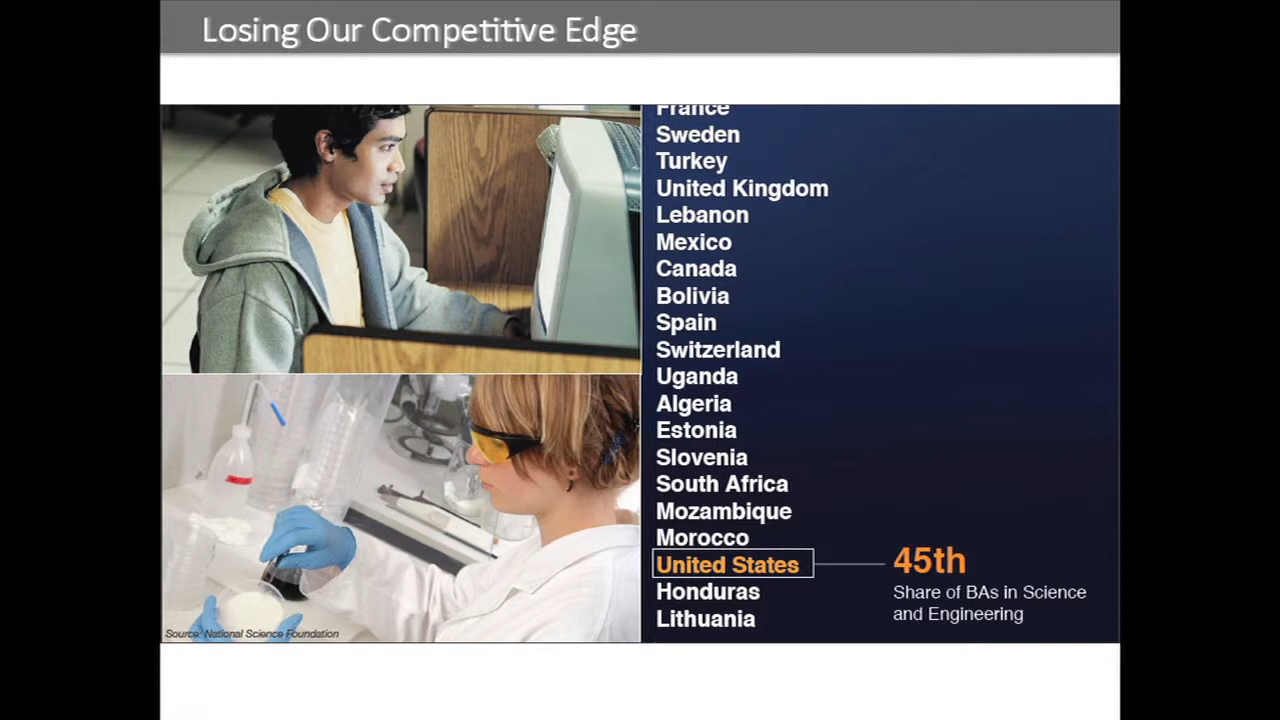 Losing Our Competitive Edge
France
Sweden
Turkey
United Kingdom
Lebanon
Mexico
Canada
Bolivia
Spain
Switzerland
Uganda
Algeria
Estonia
Slovenia
South Africa
Mozambique
Morocco
United States
45th
Honduras
Share of BAs in Science
and Engineering
Lithuania
Source: National Science Foundation